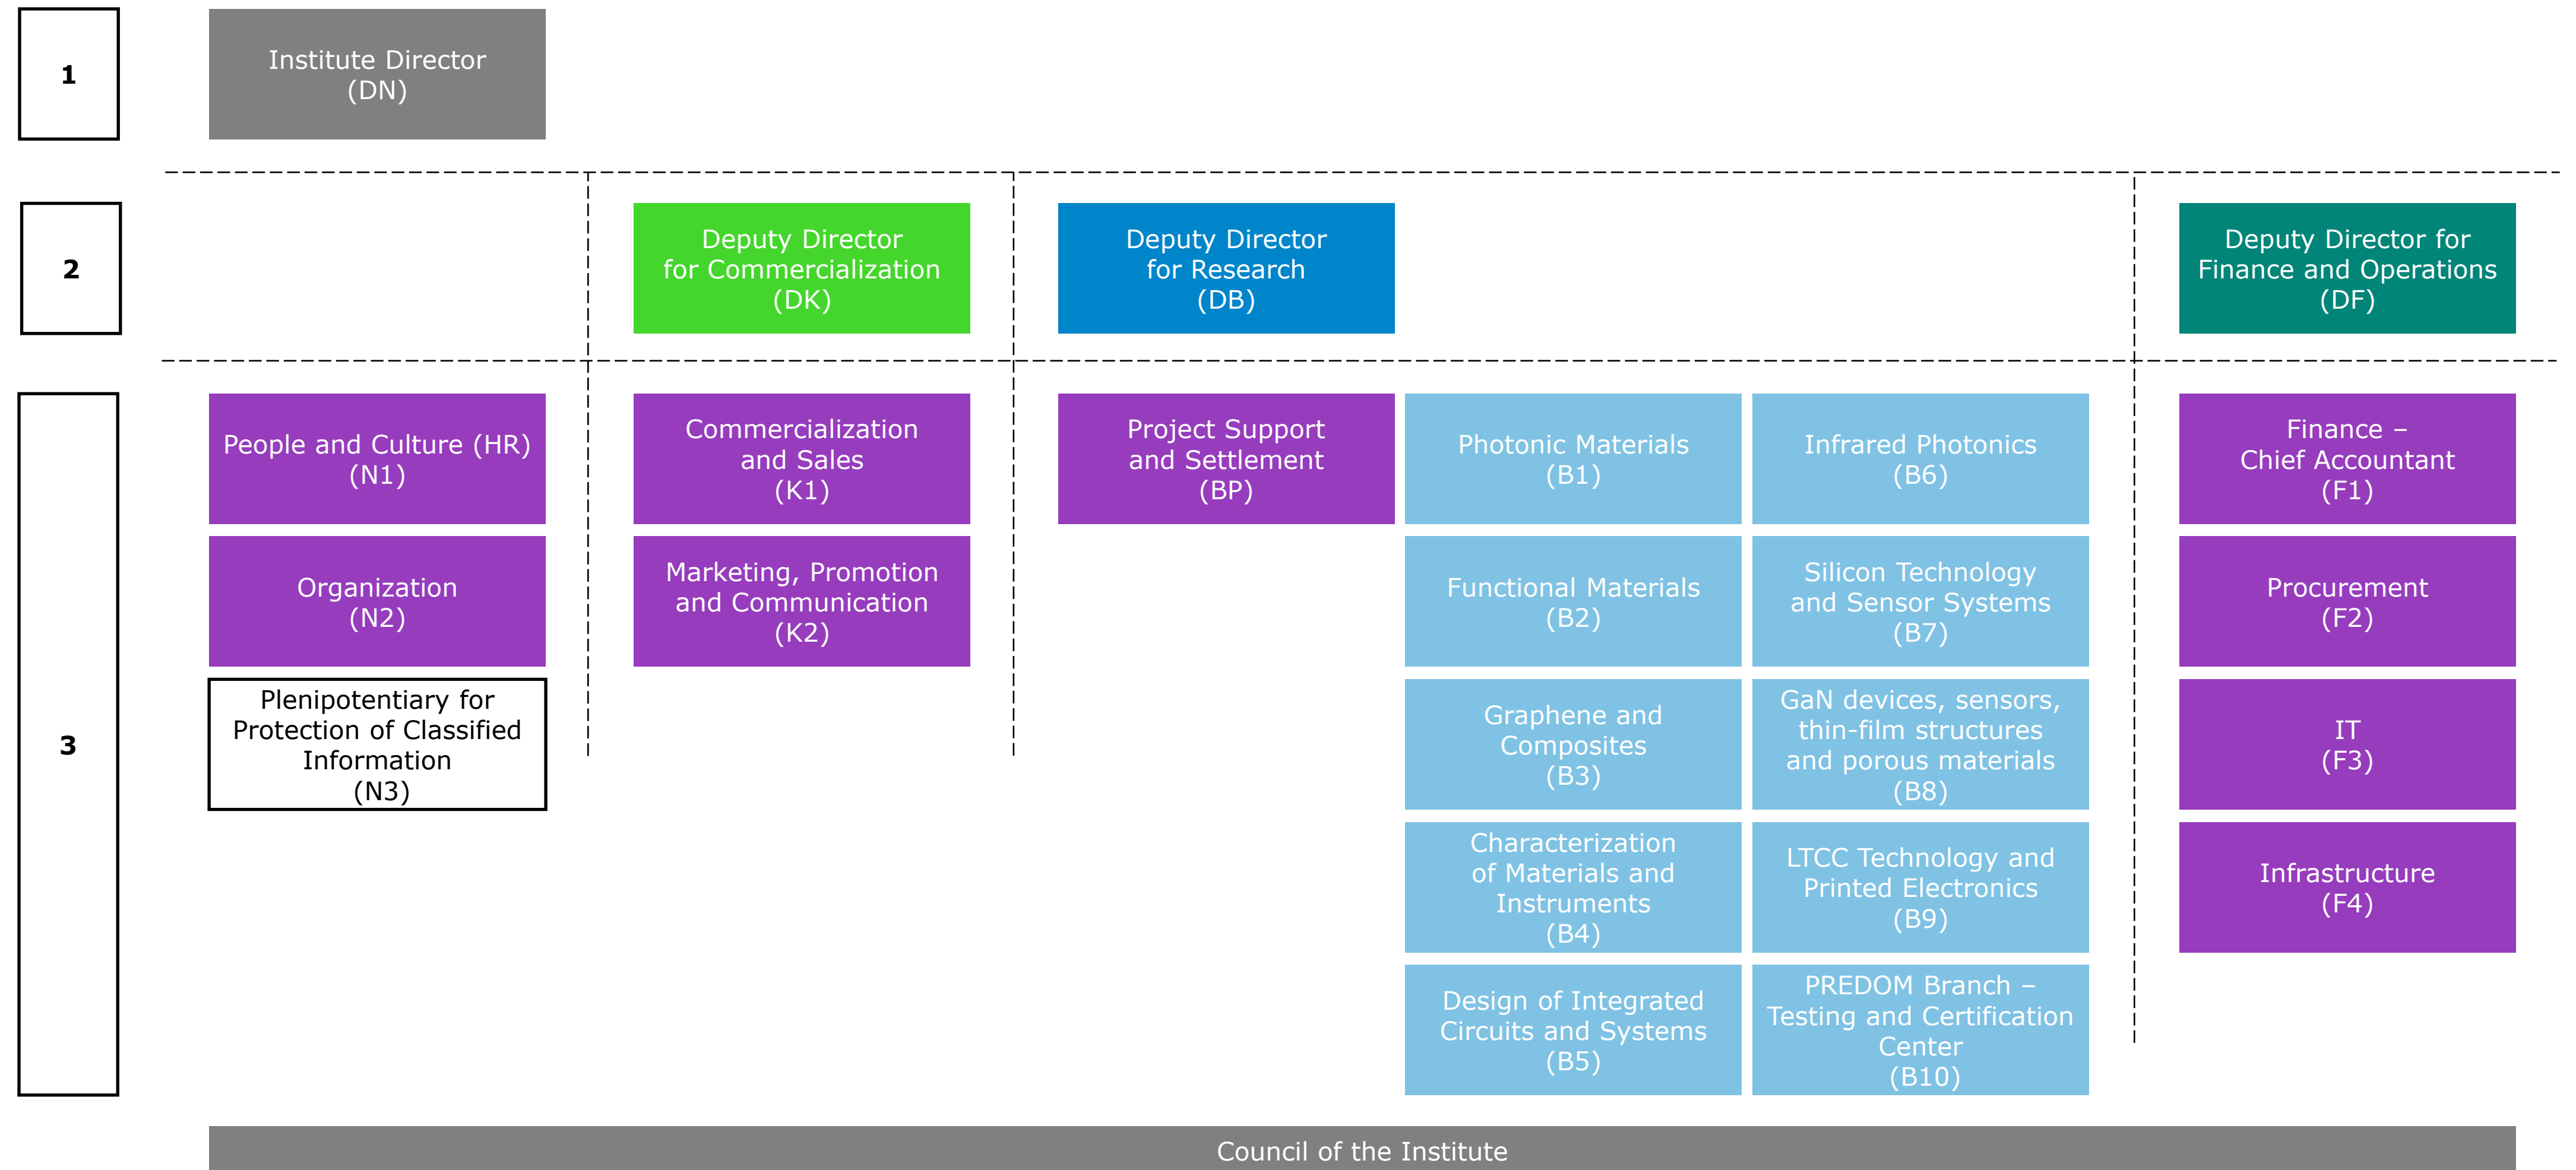 1
Institute Director
(DN)
2
Deputy Director
for Commercialization
(DK)
Deputy Director
for Research
(DB)
Deputy Director for
Finance and Operations
(DF)
3
People and Culture (HR)
(N1)
Organization
(N2)
Plenipotentiary for
Protection of Classified
Information
(N3)
Commercialization
and Sales
(K1)
Marketing, Promotion
and Communication
(K2)
Project Support
and Settlement
(BP)
Photonic Materials
(B1)
Functional Materials
(B2)
Graphene and
Composites
(B3)
Characterization
of Materials and
Instruments
(B4)
Design of Integrated
Circuits and Systems
(B5)
Infrared Photonics
(B6)
Silicon Technology
and Sensor Systems
(B7)
GaN devices, sensors,
thin-film structures
and porous materials
(B8)
LTCC Technology and
Printed Electronics
(B9)
PREDOM Branch –
Testing and Certification
Center
(B10)
Finance –
Chief Accountant
(F1)
Procurement
(F2)
IT
(F3)
Infrastructure
(F4)
Council of the Institute